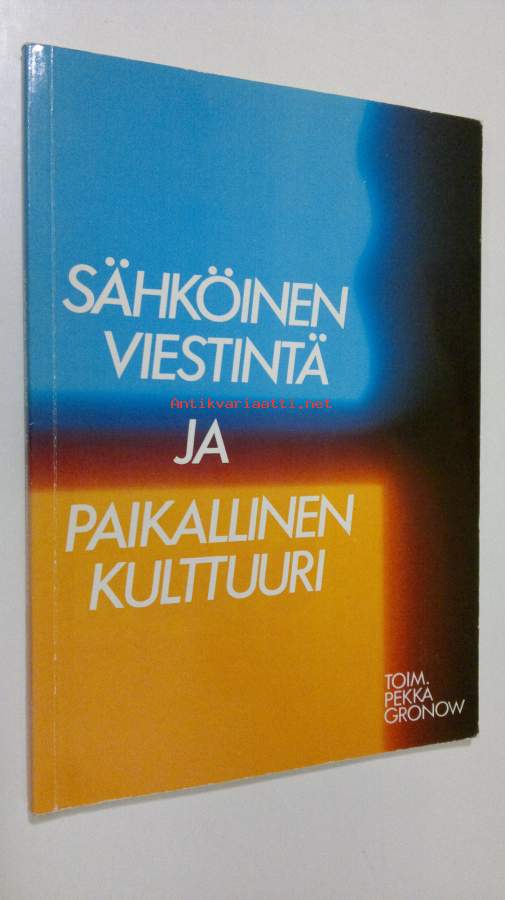 SÄHKÖINEN
VIESTINTÄ
Antikvariaatti.net
JA
PAIKALLINEN
KULTTUURI
TOIM.
PEKKA
GRONOW